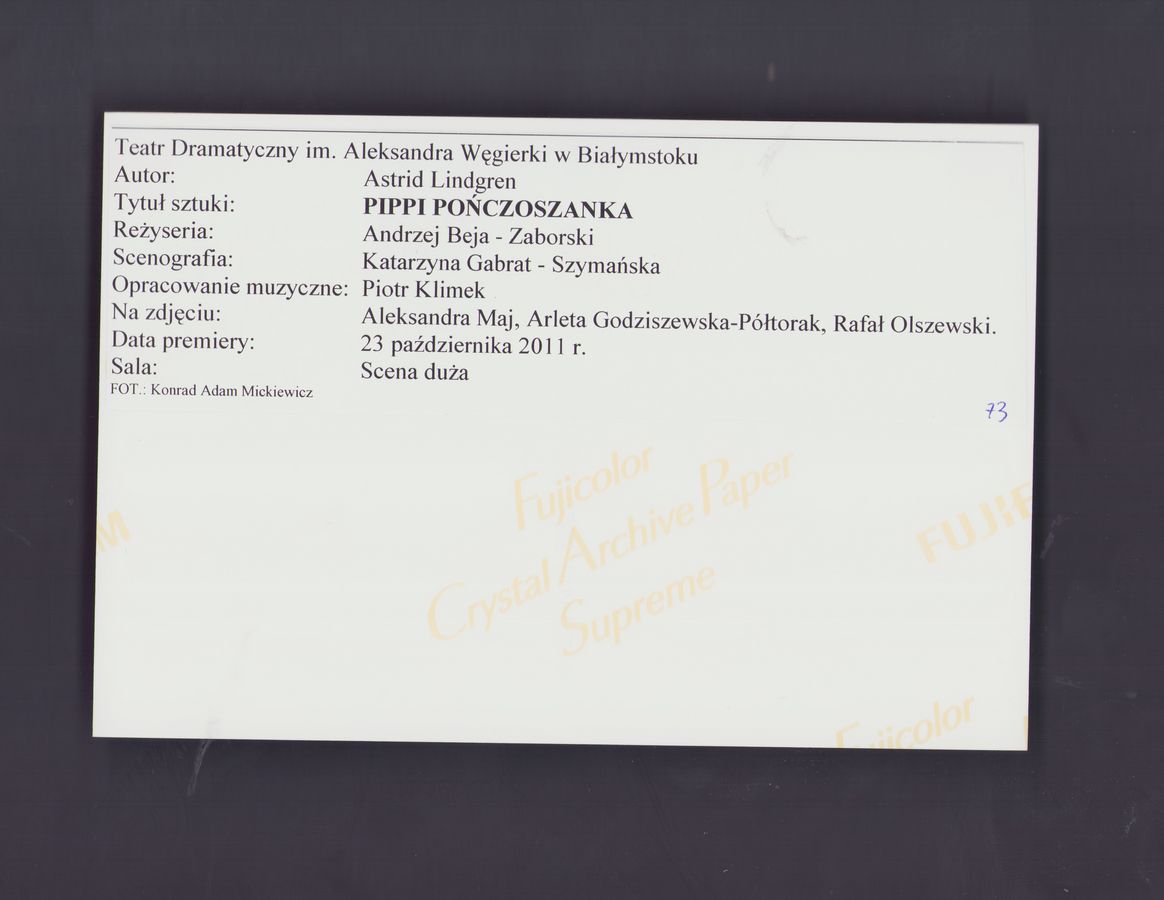 Teatr Dramatyczny im. Aleksandra Węgierki w Białymstoku
Autor: Astrid Lindgren
Tytuł sztuki: PIPPI POŃCZOSZANKA
Reżyseria: Andrzej Beja - Zaborski
Scenografia: Katarzyna Gabrat - Szymańska
Opracowanie muzyczne: Piotr Klimek
Na zdjęciu: Aleksandra Maj, Arleta Godziszewska-Półtorak, Rafał Olszewski.
Data premiery: 23 października 2011 r.
Sala: Scena duża
FOT.: Konrad Adam Mickiewicz
73
Fujicolor
Crystal Archive Paper
Supreme
M
FUJIF
Fujicolor